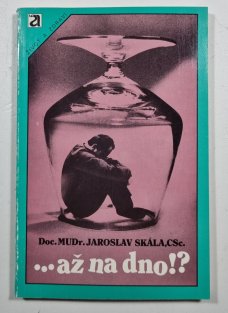 Doc. MUDr. JAROSLAV SKÁLA, CSc.
...až na dno!?